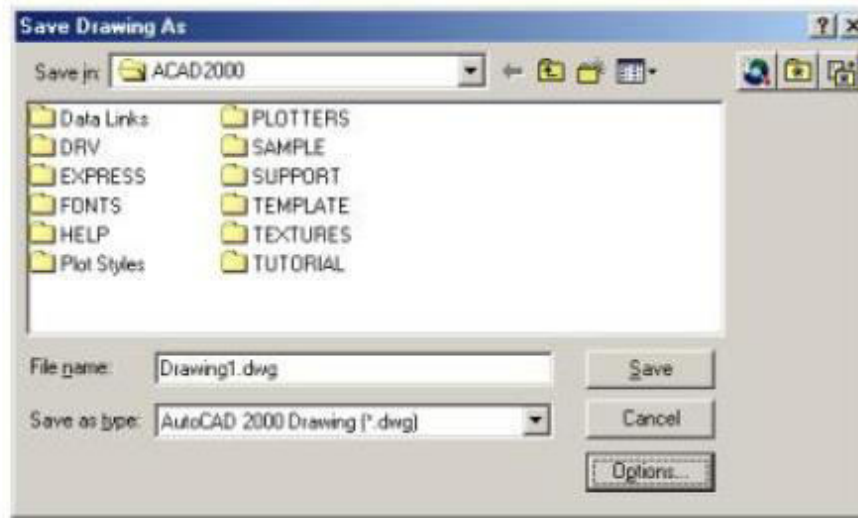 Save Drawing As
Save in: ACAD2000
Data Links PLOTTERS
DRV SAMPLE
EXPRESS SUPPORT
FONTS TEMPLATE
HELP TEXTURES
Plot Styles TUTORIAL
File name: Drawing1.dwg Save
Save as type: AutoCAD 2000 Drawing (*.dwg) Cancel
Options...